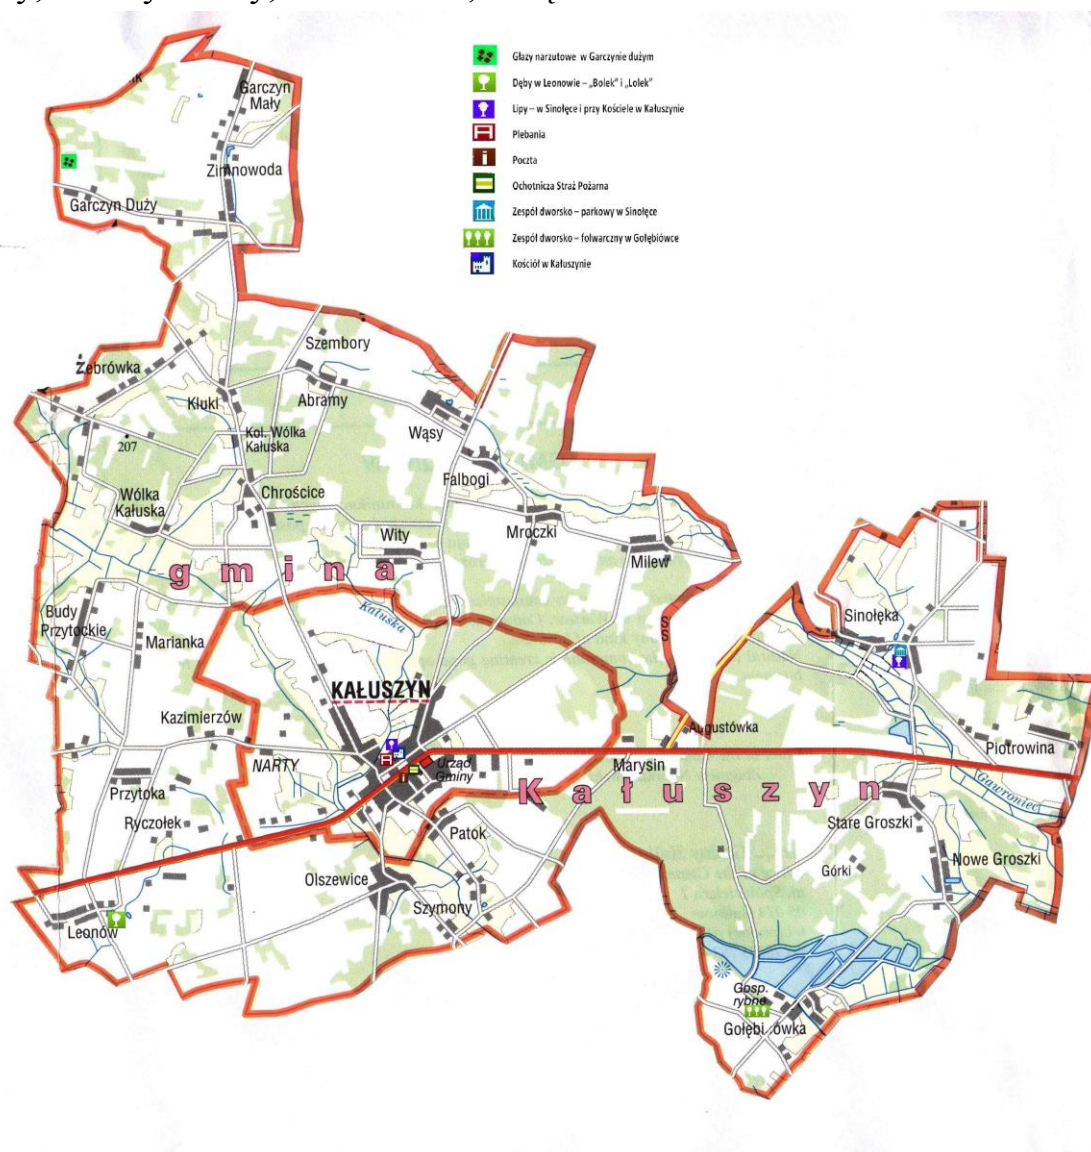 Głazy narzutowe w Garczynie dużym
Dęby w Leonowie – „Bolek” i „Lolek”
Lipy – w Sinołęce i przy Kościele w Kałuszynie
Plebania
Poczta
Ochotnicza Straż Pożarna
Zespół dworsko – parkowy w Sinołęce
Zespół dworsko – folwarczny w Gołębiówce
Kościół w Kałuszynie
Garczyn
Mały
Zimnowoda
Garczyn Duży
Szembory
Żebrówka
Kluki
Abramy
Wąsy
Kol. Wólka
Kałuska
207
Falbogi
Wólka
Kałuska
Chrościce
Wity
Mroczki
Milew
gmina
Budy
Przytockie
Marianka
Kałuska
Sinołęka
KAŁUSZYN
Kazimierzów
Augustówka
Piotrowina
NARTY
Urząd
Gminy
Marysin
Przytoka
Kałuszyn
Gawroniec
Ryczołek
Patok
Stare Groszki
Olszewice
Górki
Nowe Groszki
Szymony
Leonów
Gosp.
rybne
Gołębiówka